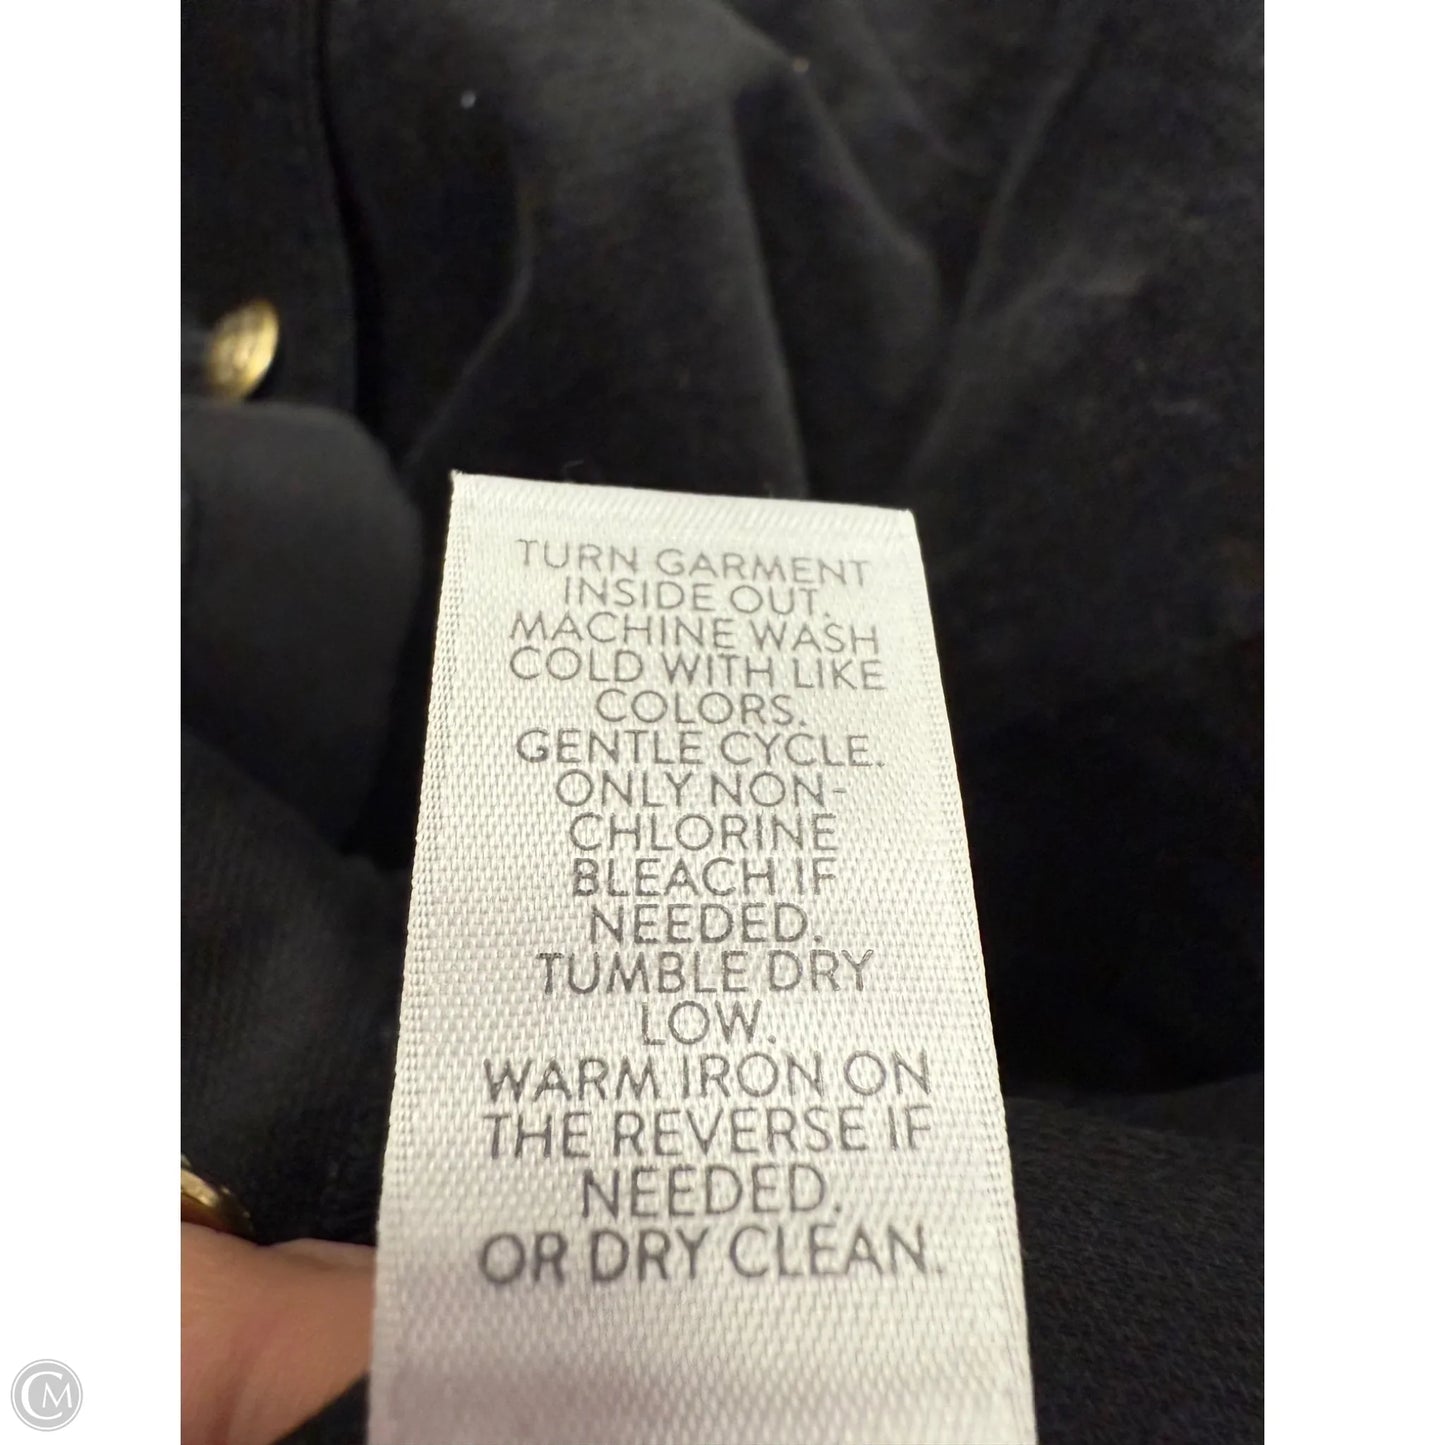 TURN GARMENT
INSIDE OUT.
MACHINE WASH
COLD WITH LIKE
COLORS.
GENTLE CYCLE.
ONLY NON-
CHLORINE
BLEACH IF
NEEDED.
TUMBLE DRY
LOW.
WARM IRON ON
THE REVERSE IF
NEEDED.
OR DRY CLEAN.
CM